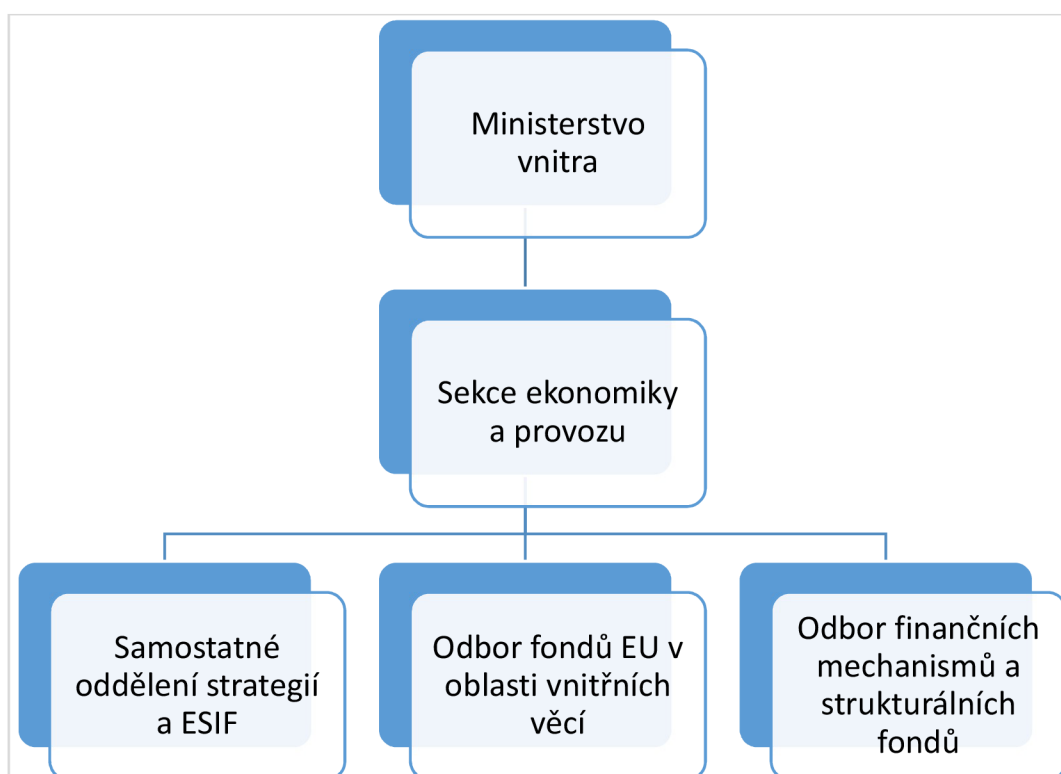 Ministerstvo
vnitra
Sekce ekonomiky
a provozu
Samostatné
oddělení strategií
a ESIF
Odbor fondů EU v
oblasti vnitřních
věcí
Odbor finančních
mechanismů a
strukturálních
fondů